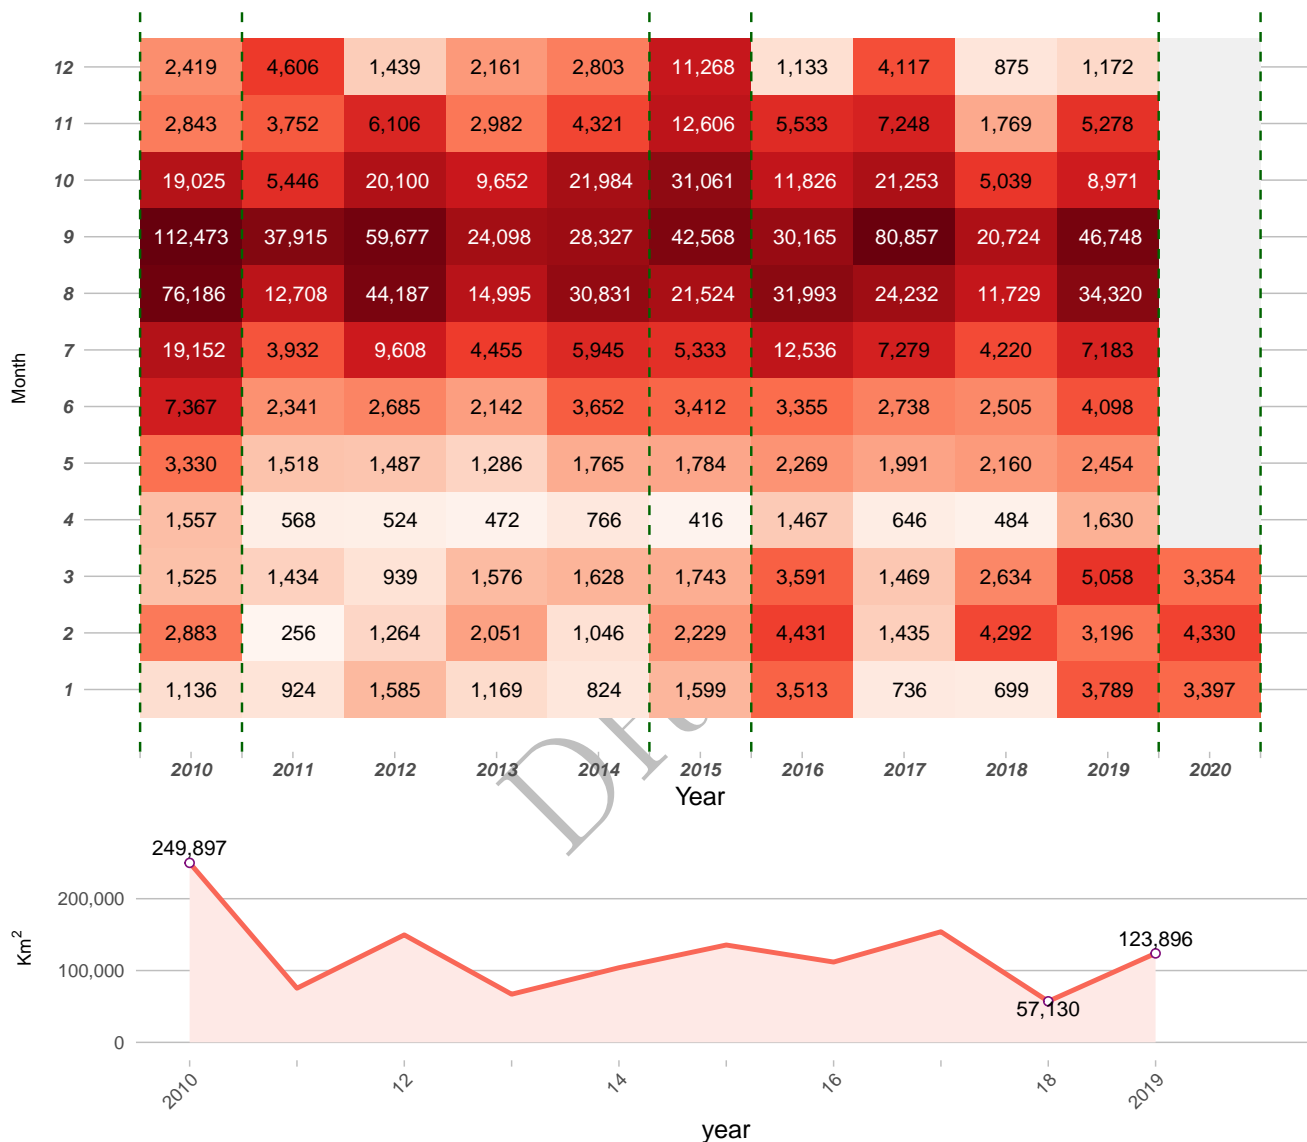 12 2,419 4,606 1,439 2,161 2,803 11,268 1,133 4,117 875 1,172
11 2,843 3,752 6,106 2,982 4,321 12,606 5,533 7,248 1,769 5,278
10 19,025 5,446 20,100 9,652 21,984 31,061 11,826 21,253 5,039 8,971
9 112,473 37,915 59,677 24,098 28,327 42,568 30,165 80,857 20,724 46,748
8 76,186 12,708 44,187 14,995 30,831 21,524 31,993 24,232 11,729 34,320
7 19,152 3,932 9,608 4,455 5,945 5,333 12,536 7,279 4,220 7,183
Month
6 7,367 2,341 2,685 2,142 3,652 3,412 3,355 2,738 2,505 4,098
5 3,330 1,518 1,487 1,286 1,765 1,784 2,269 1,991 2,160 2,454
4 1,557 568 524 472 766 416 1,467 646 484 1,630
3 1,525 1,434 939 1,576 1,628 1,743 3,591 1,469 2,634 5,058 3,354
2 2,883 256 1,264 2,051 1,046 2,229 4,431 1,435 4,292 3,196 4,330
1 1,136 924 1,585 1,169 824 1,599 3,513 736 699 3,789 3,397
2010 2011 2012 2013 2014 2015 2016 2017 2018 2019 2020
Year
249,897
200,000
Km²
123,896
100,000
57,130
0
2010 12 14 16 18 2019
year